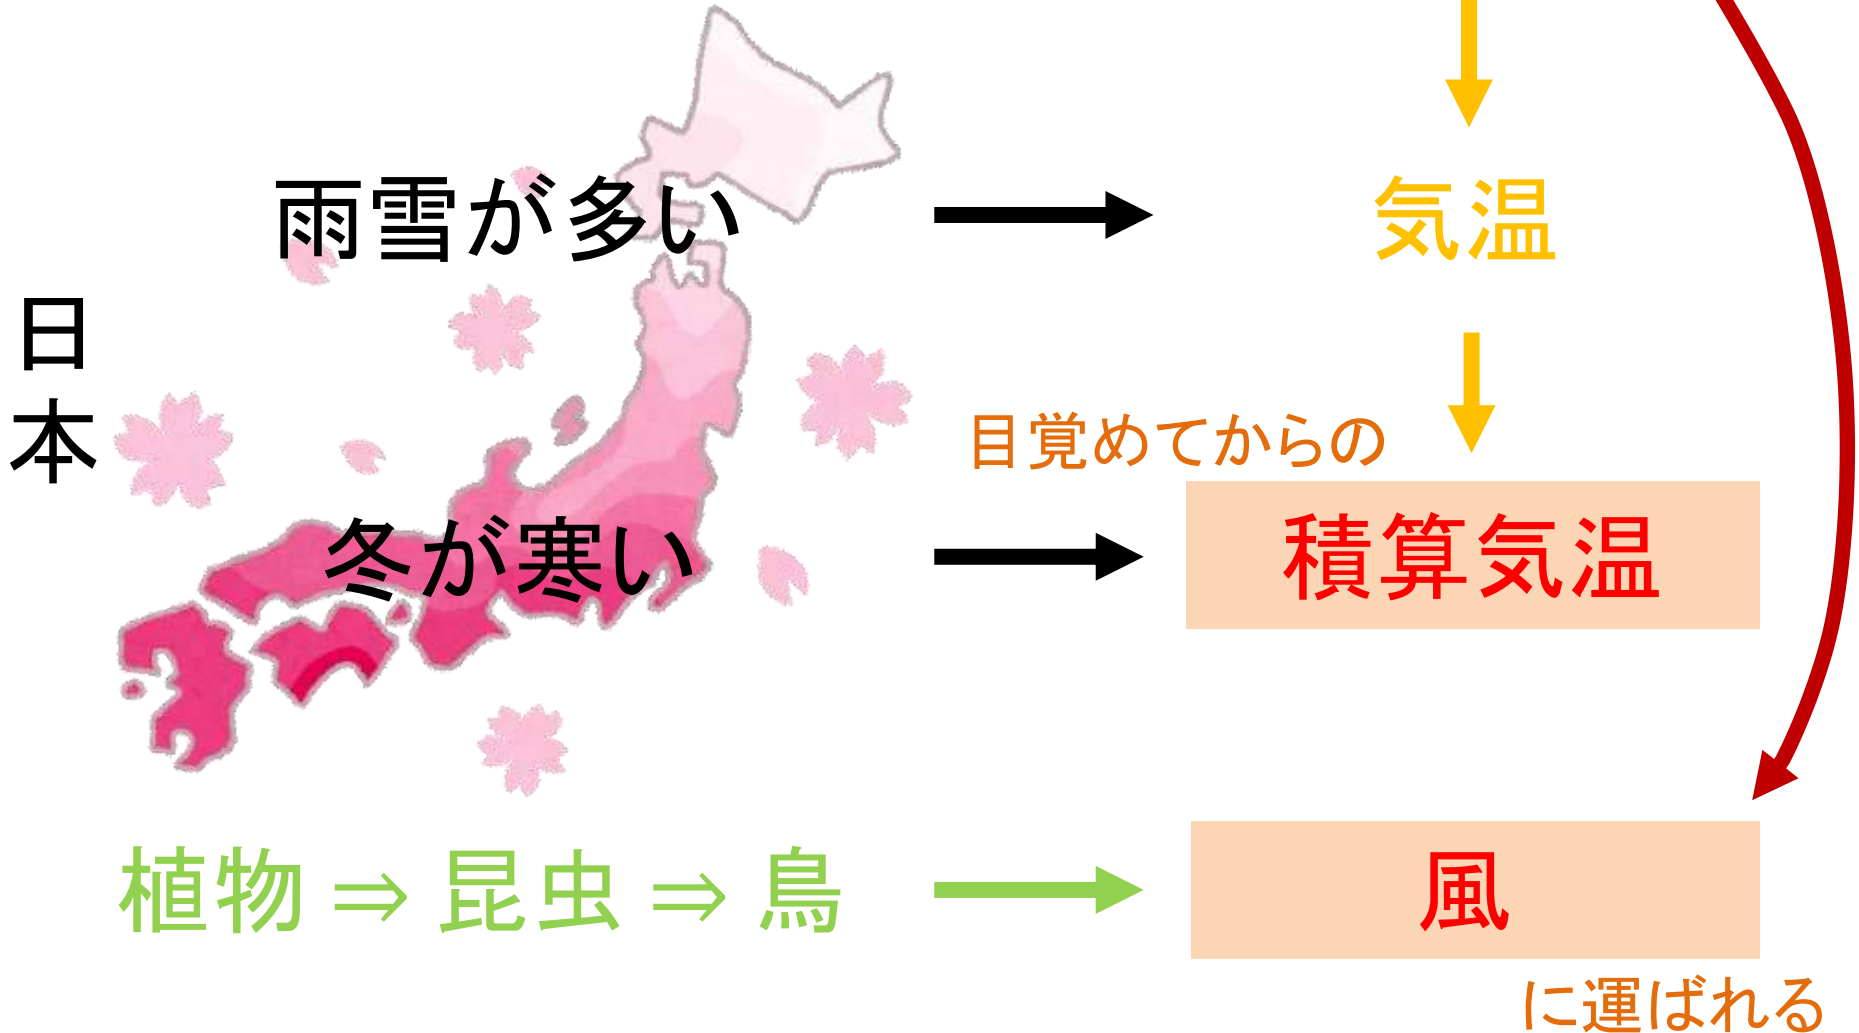 日本
雨雪が多い
気温
目覚めてからの
冬が寒い
積算気温
植物 ⇒ 昆虫 ⇒ 鳥
風
に運ばれる